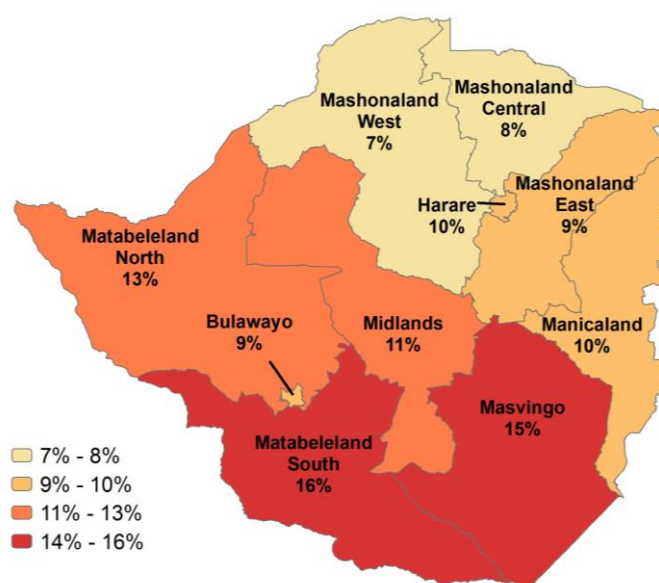 Mashonaland
West
7%
Mashonaland
Central
8%
Harare
10%
Mashonaland
East
9%
Matabeleland
North
13%
Bulawayo
9%
Midlands
11%
Manicaland
10%
Masvingo
15%
Matabeleland
South
16%
7% - 8%
9% - 10%
11% - 13%
14% - 16%